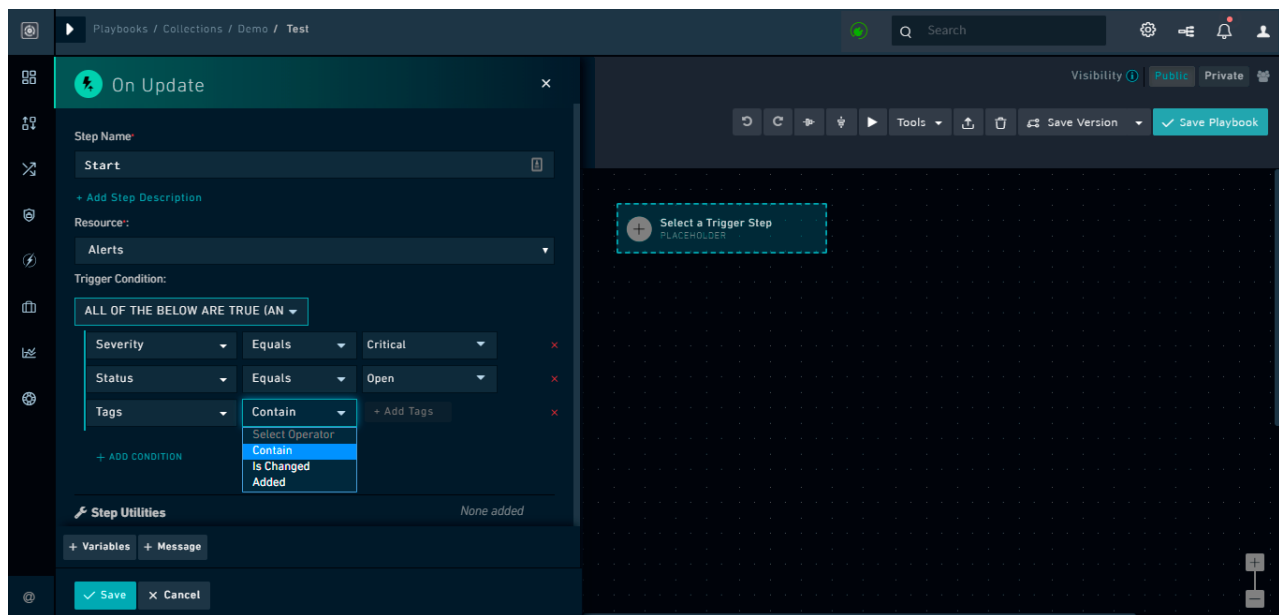 Playbooks / Collections / Demo / Test
Search
On Update
Visibility
Public
Private
Tools
Save Version
Save Playbook
Step Name
Start
+ Add Step Description
Resource*:
Alerts
Trigger Condition:
ALL OF THE BELOW ARE TRUE (AN
Severity Equals Critical
Status Equals Open
Tags Contain + Add Tags
Select Operator
Contain
Is Changed
Added
+ ADD CONDITION
Step Utilities None added
+ Variables + Message
Save × Cancel
Select a Trigger Step
PLACEHOLDER
@